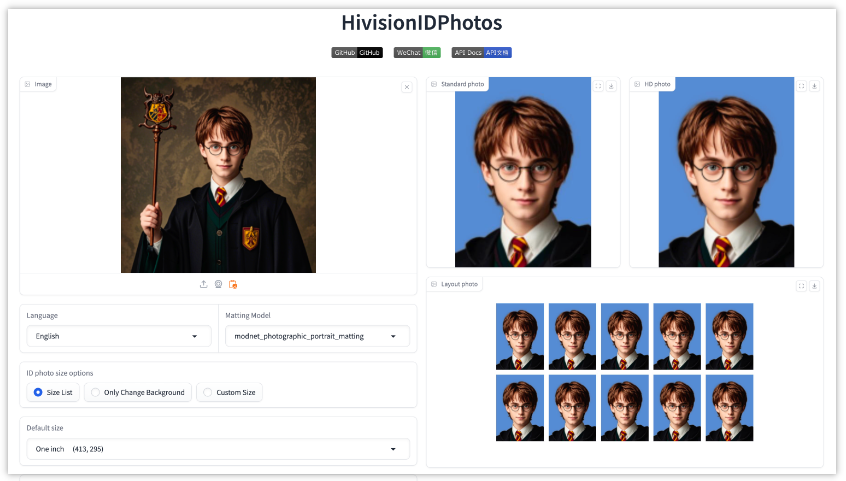 HivisionIDPhotos
GitHub GitHub WeChat 微信 API Docs API文档
Image
Standard photo
HD photo
Layout photo
Language
English
Matting Model
modnet_photographic_portrait_matting
ID photo size options
Size List
Only Change Background
Custom Size
Default size
One inch (413, 295)